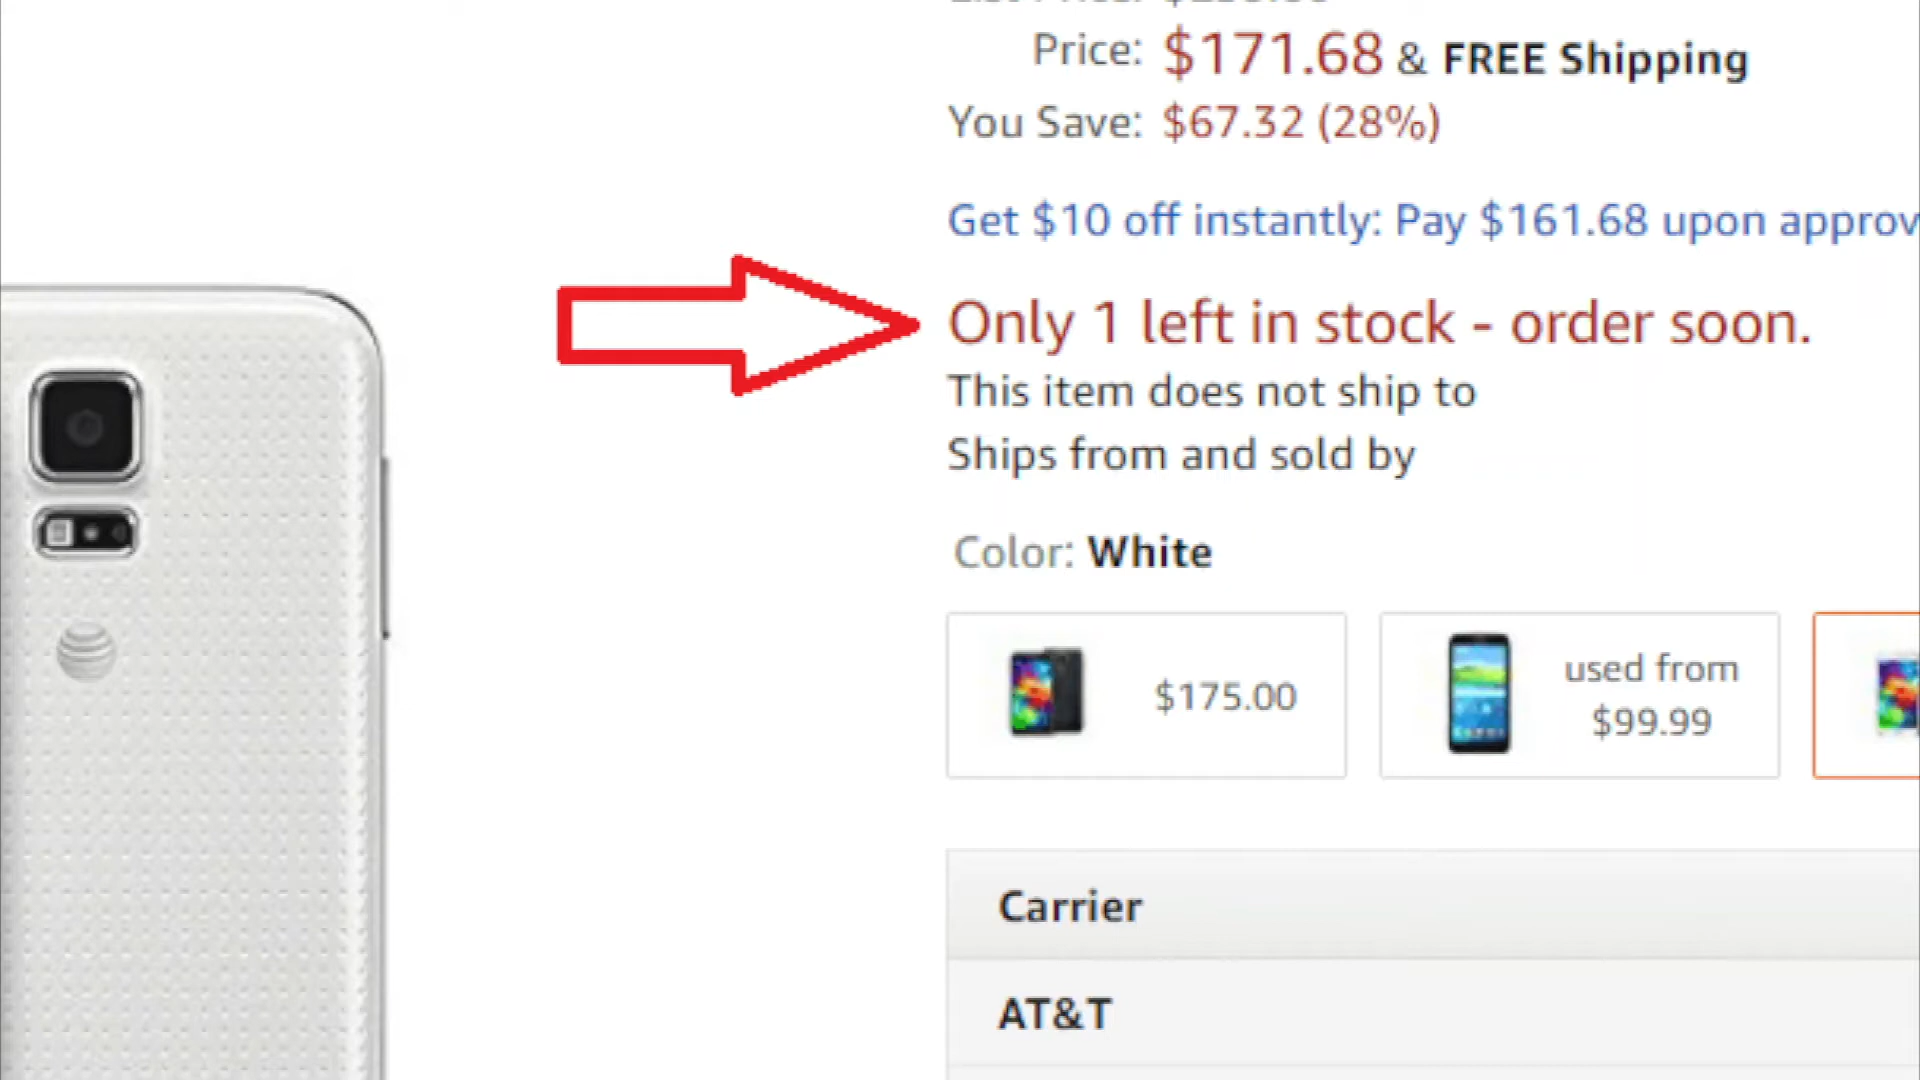 Price: $171.68 & FREE Shipping
You Save: $67.32 (28%)
Get $10 off instantly: Pay $161.68 upon
Only 1 left in stock - order soon.
This item does not ship to
Ships from and sold by
Color: White
$175.00
used from
$99.99
Carrier
AT&T